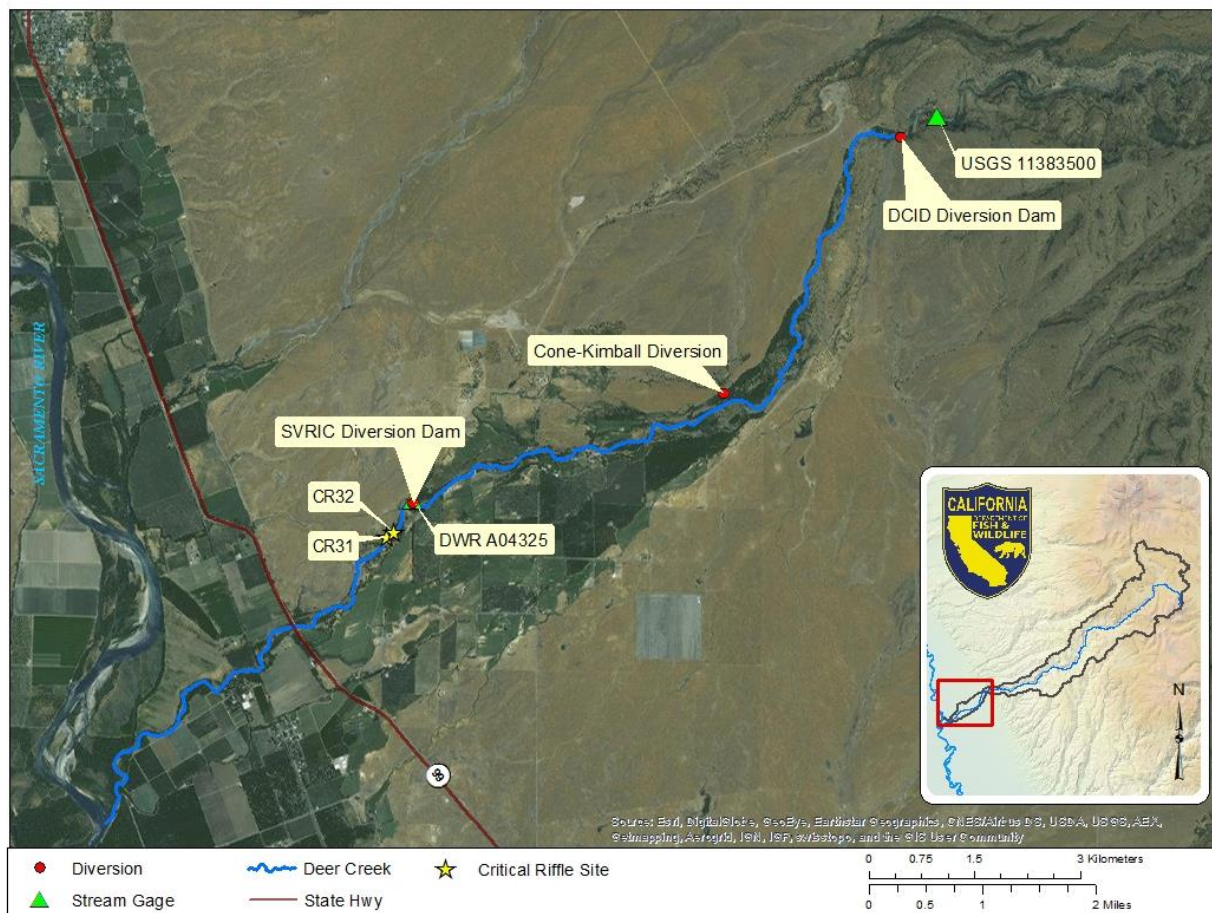 USGS 11383500
DCID Diversion Dam
Cone-Kimball Diversion
SACRAMENTO RIVER
SVRIC Diversion Dam
CR32
CR31
DWR A04325
CALIFORNIA
DEPARTMENT OF
FISH &
WILDLIFE
N
Source: Esri, DigitalGlobe, GeoEye, Earthstar Geographics, CNES/Airbus DS, USDA, USGS, AEX,
Getmapping, Aerogrid, IGN, IGP, swisstopo, and the GIS User Community
Diversion
Deer Creek
Critical Riffle Site
Stream Gage
State Hwy
0 0.75 1.5 3 Kilometers
0 0.5 1 2 Miles